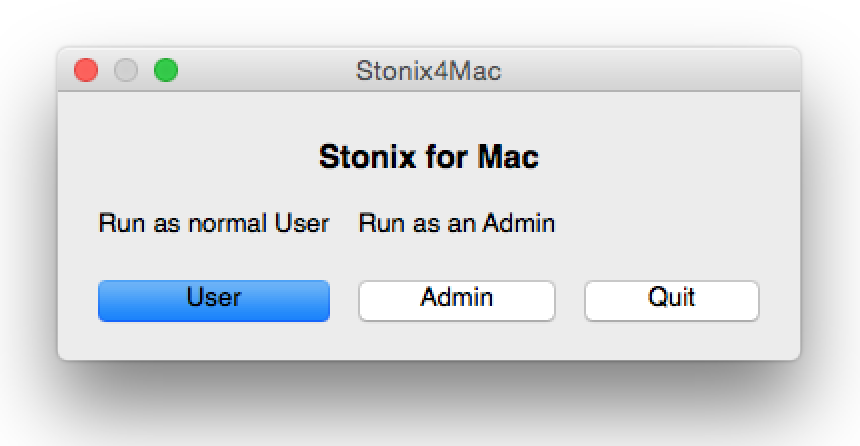 Stonix4Mac
Stonix for Mac
Run as normal User Run as an Admin
User Admin Quit